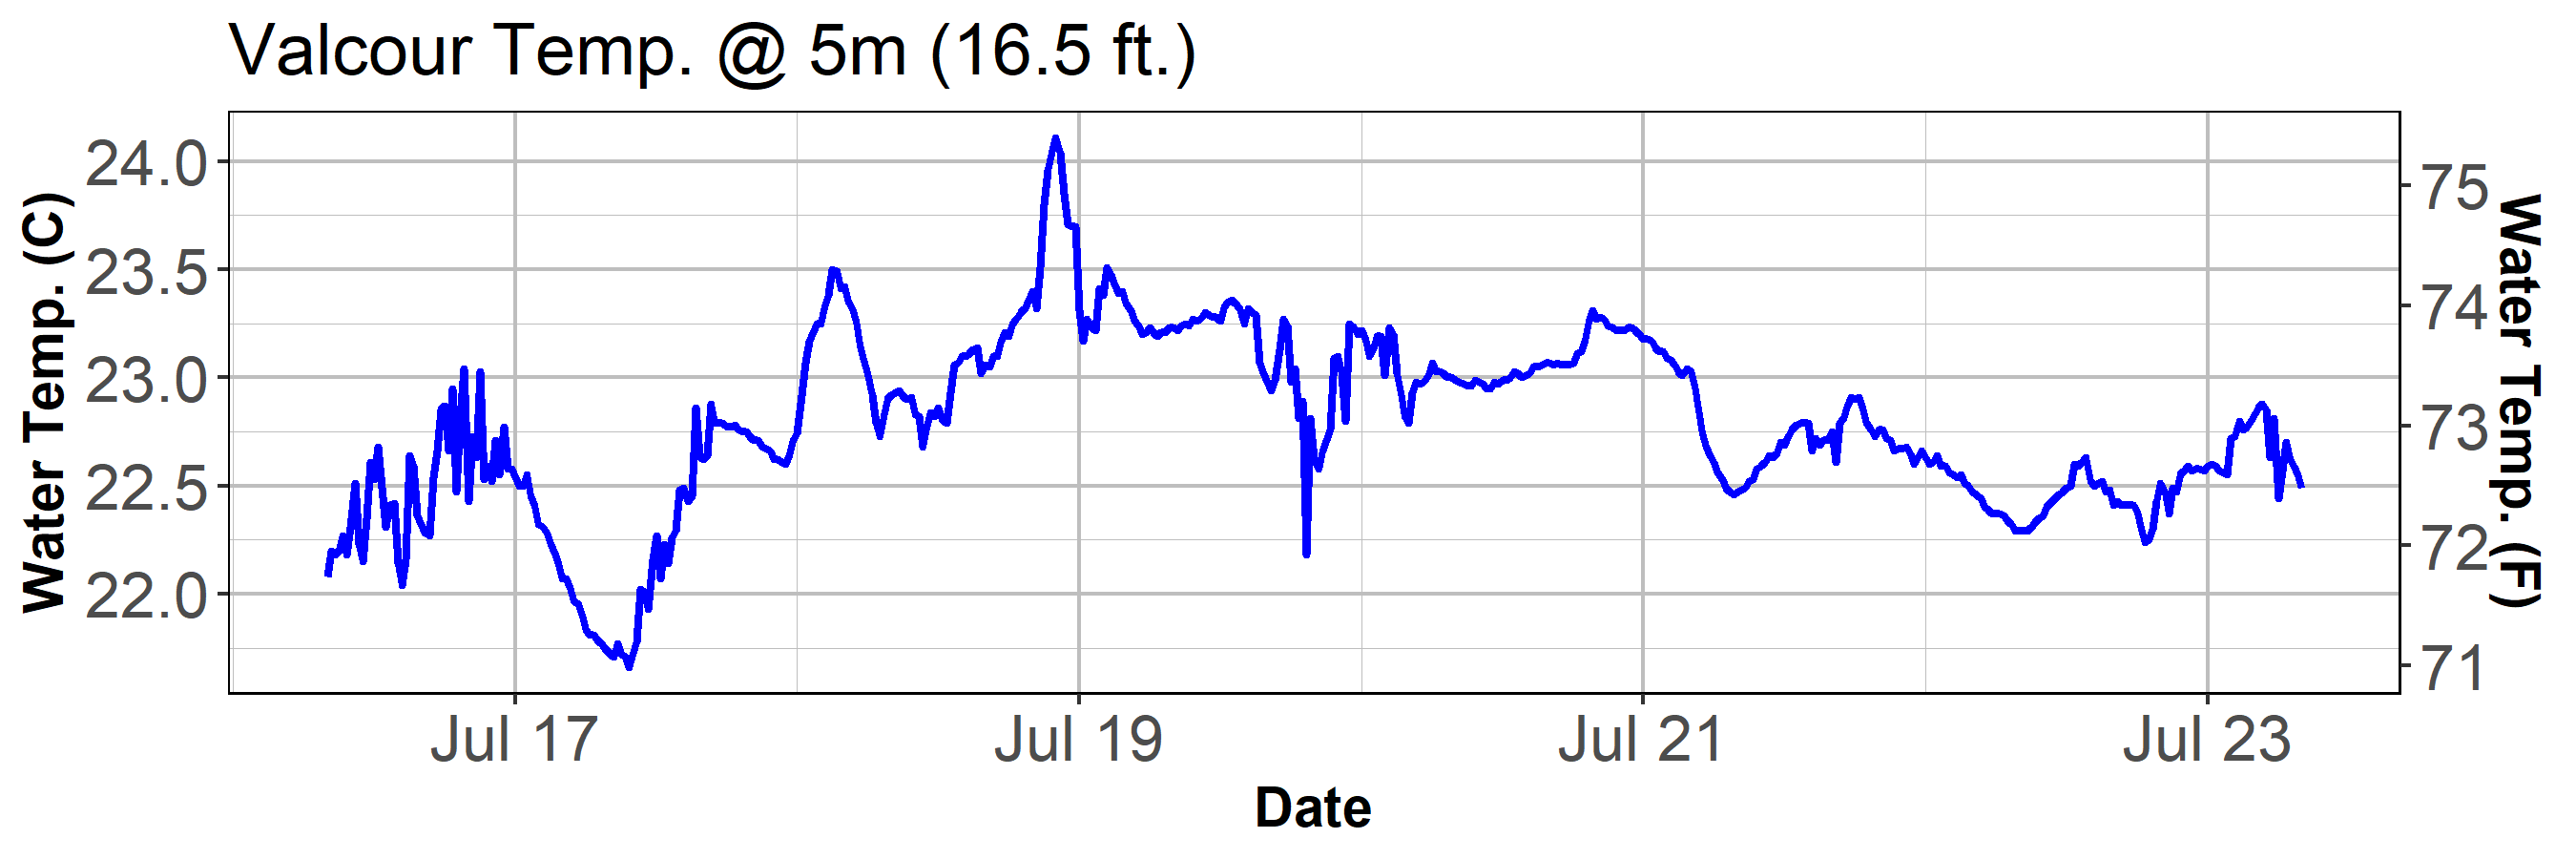 Valcour Temp. @ 5m (16.5 ft.)
Water Temp. (C)
24.0
23.5
23.0
22.5
22.0
75
74
73
72
71
Water Temp. (F)
Jul 17
Jul 19
Jul 21
Jul 23
Date